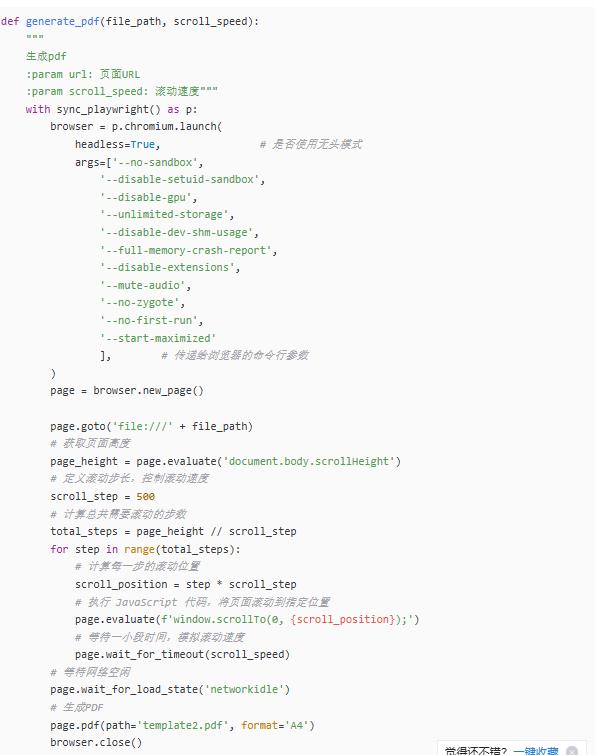 def generate_pdf(file_path, scroll_speed):
    """
    生成pdf
    :param url: 页面URL
    :param scroll_speed: 滚动速度"""
    with sync_playwright() as p:
        browser = p.chromium.launch(
            headless=True,                # 是否使用无头模式
            args=['--no-sandbox',
                '--disable-setuid-sandbox',
                '--disable-gpu',
                '--unlimited-storage',
                '--disable-dev-shm-usage',
                '--full-memory-crash-report',
                '--disable-extensions',
                '--mute-audio',
                '--no-zygote',
                '--no-first-run',
                '--start-maximized'
                ],        # 传递给浏览器的命令行参数
        )
        page = browser.new_page()

        page.goto('file:///' + file_path)
        # 获取页面高度
        page_height = page.evaluate('document.body.scrollHeight')
        # 定义滚动步长，控制滚动速度
        scroll_step = 500
        # 计算总共需要滚动的步数
        total_steps = page_height // scroll_step
        for step in range(total_steps):
            # 计算每一步的滚动位置
            scroll_position = step * scroll_step
            # 执行 JavaScript 代码，将页面滚动到指定位置
            page.evaluate(f'window.scrollTo(0, {scroll_position});')
            # 等待一小段时间，模拟滚动速度
            page.wait_for_timeout(scroll_speed)
        # 等待网络空闲
        page.wait_for_load_state('networkidle')
        # 生成PDF
        page.pdf(path='template2.pdf', format='A4')
        browser.close()
觉得还不错? 一键收藏